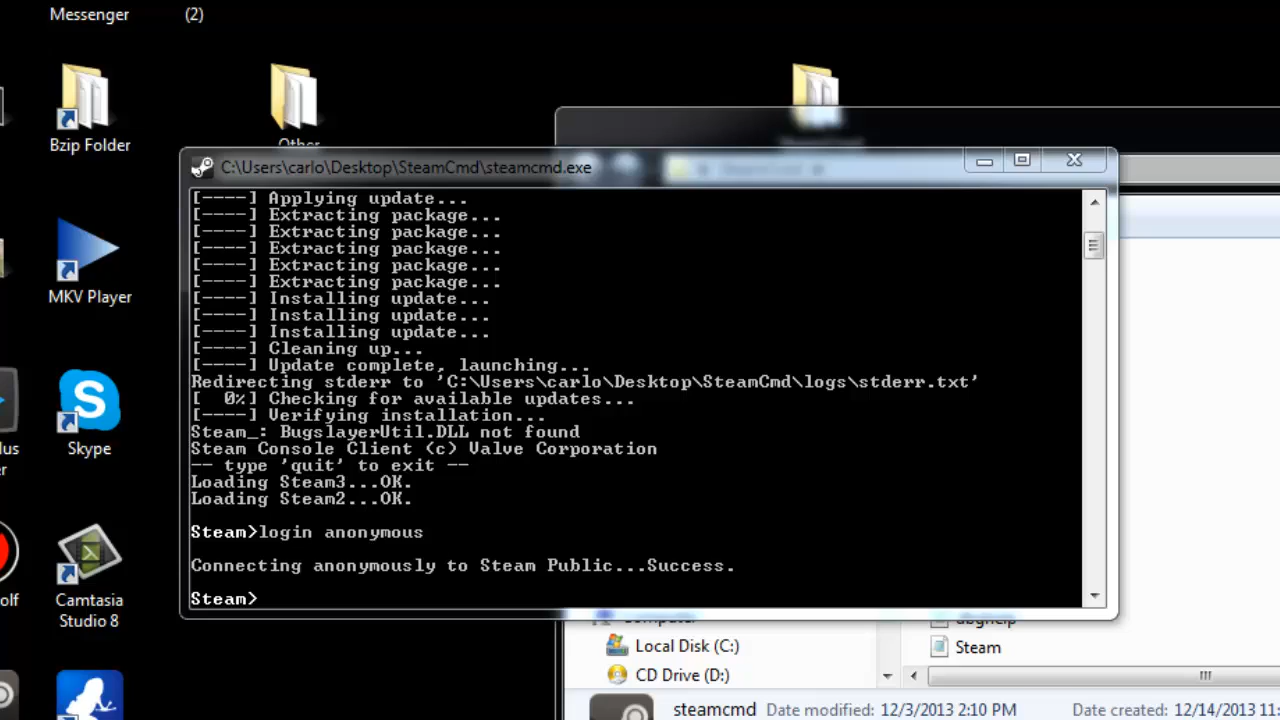 Messenger
(2)
Bzip Folder
Other
C:\Users\carlo\Desktop\SteamCmd\steamcmd.exe
[----] Applying update...
[----] Extracting package...
[----] Extracting package...
[----] Extracting package...
[----] Extracting package...
[----] Extracting package...
[----] Installing update...
[----] Installing update...
[----] Installing update...
[----] Cleaning up...
[----] Update complete, launching...
Redirecting stderr to 'C:\Users\carlo\Desktop\SteamCmd\logs\stderr.txt'
[  0%] Checking for available updates...
[----] Verifying installation...
Steam_: BugslayerUtil.DLL not found
Steam Console Client (c) Valve Corporation
-- type 'quit' to exit --
Loading Steam3...OK.
Loading Steam2...OK.
Steam>login anonymous
Connecting anonymously to Steam Public...Success.
Steam>
MKV Player
Skype
Camtasia
Studio 8
Computer
Local Disk (C:)
CD Drive (D:)
dbghelp
Steam
steamcmd Date modified: 12/3/2013 2:10 PM Date created: 12/14/2013 11: